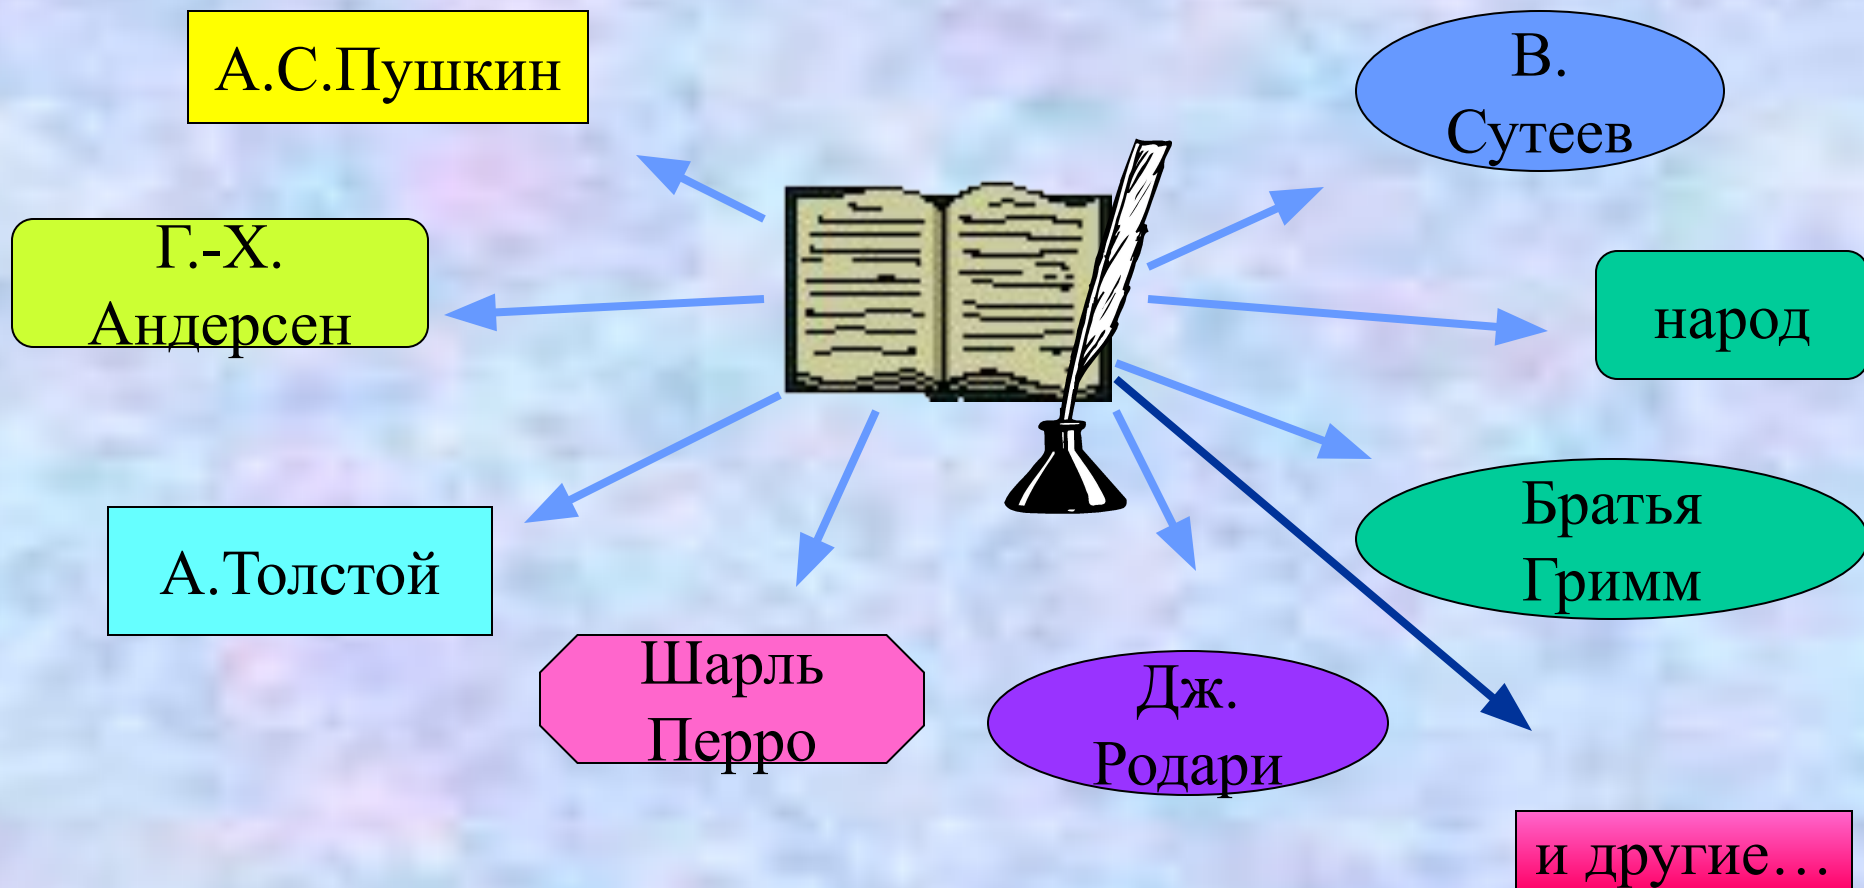 А.С.Пушкин
В.
Сутеев
Г.-Х.
Андерсен
народ
Братья
Гримм
А.Толстой
Шарль
Перро
Дж.
Родари
и другие…